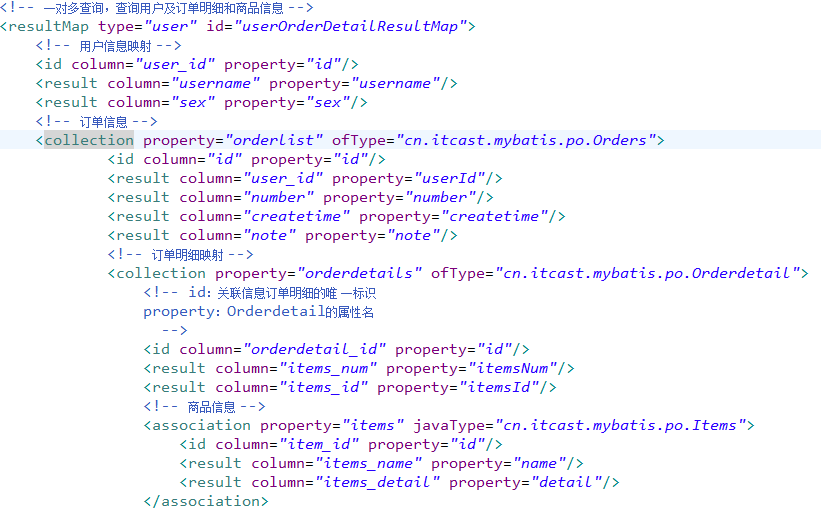 <!-- 一对多查询，查询用户及订单明细和商品信息 -->
<resultMap type="user" id="userOrderDetailResultMap">
<!-- 用户信息映射 -->
<id column="user_id" property="id"/>
<result column="username" property="username"/>
<result column="sex" property="sex"/>
<!-- 订单信息 -->
<collection property="orderlist" ofType="cn.itcast.mybatis.po.Orders">
<id column="id" property="id"/>
<result column="user_id" property="userId"/>
<result column="number" property="number"/>
<result column="createtime" property="createtime"/>
<result column="note" property="note"/>
<!-- 订单明细映射 -->
<collection property="orderdetails" ofType="cn.itcast.mybatis.po.Orderdetail">
<!-- id：关联信息订单明细的唯 一标识
property：Orderdetail的属性名
-->
<id column="orderdetail_id" property="id"/>
<result column="items_num" property="itemsNum"/>
<result column="items_id" property="itemsId"/>
<!-- 商品信息 -->
<association property="items" javaType="cn.itcast.mybatis.po.Items">
<id column="item_id" property="id"/>
<result column="items_name" property="name"/>
<result column="items_detail" property="detail"/>
</association>